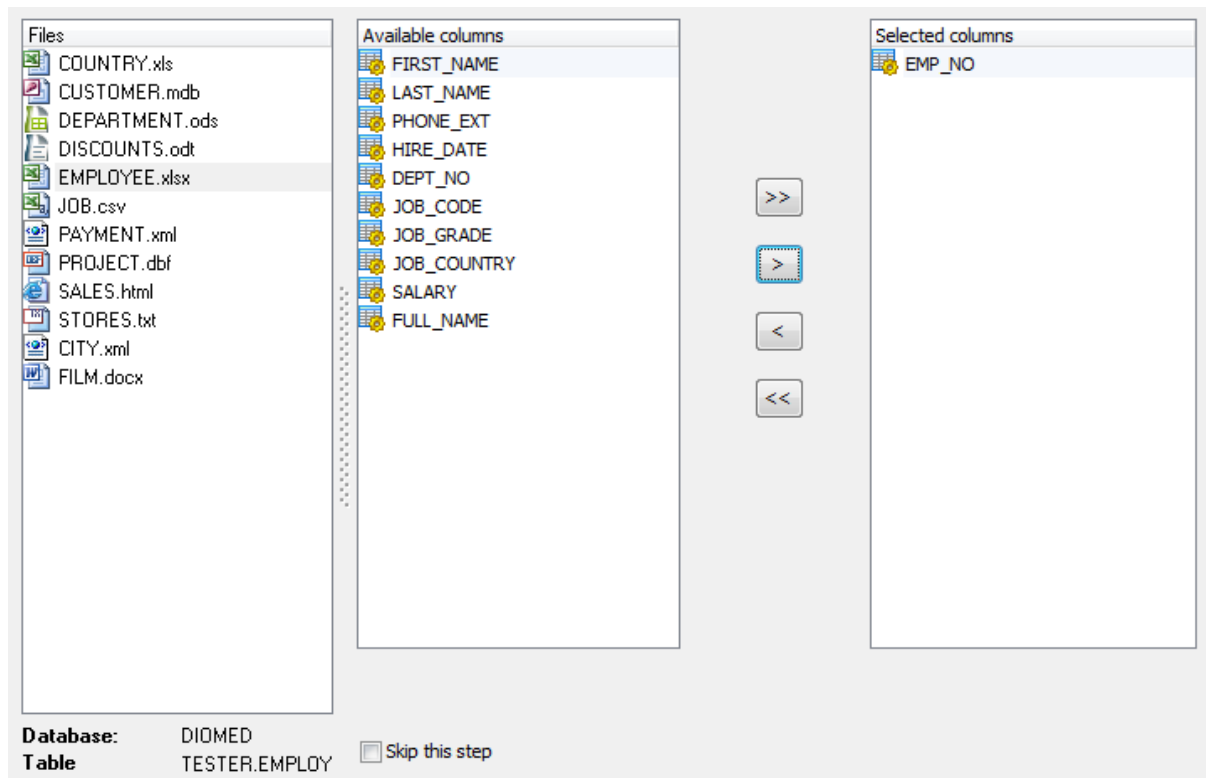 Files
COUNTRY.xls
CUSTOMER.mdb
DEPARTMENT.ods
DISCOUNTS.odt
EMPLOYEE.xlsx
JOB.csv
PAYMENT.xml
PROJECT.dbf
SALES.html
STORES.txt
CITY.xml
FILM.docx
Available columns
FIRST_NAME
LAST_NAME
PHONE_EXT
HIRE_DATE
DEPT_NO
JOB_CODE
JOB_GRADE
JOB_COUNTRY
SALARY
FULL_NAME
>>
>
<
<<
Selected columns
EMP_NO
Database: DIOMED
Table TESTER.EMPLOY
Skip this step